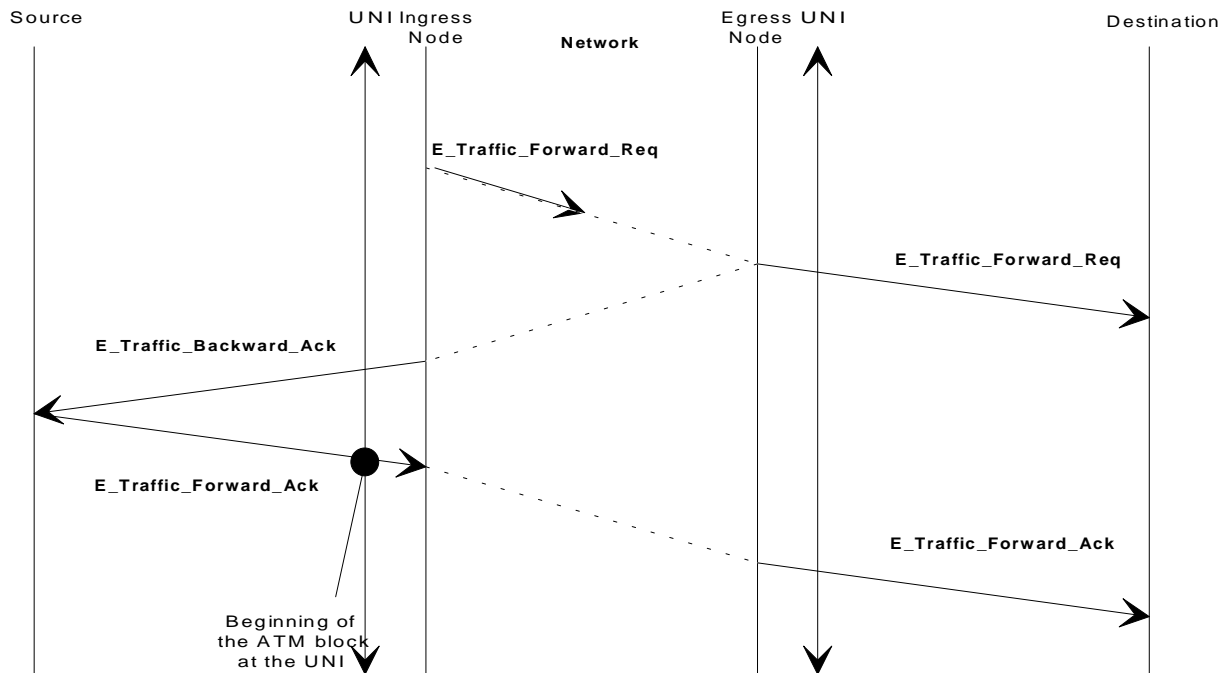 Source
UNI Ingress
Node
Network
Egress UNI
Node
Destination
E_Traffic_Forward_Req
E_Traffic_Forward_Req
E_Traffic_Backward_Ack
E_Traffic_Forward_Ack
E_Traffic_Forward_Ack
Beginning of
the ATM block
at the UNI